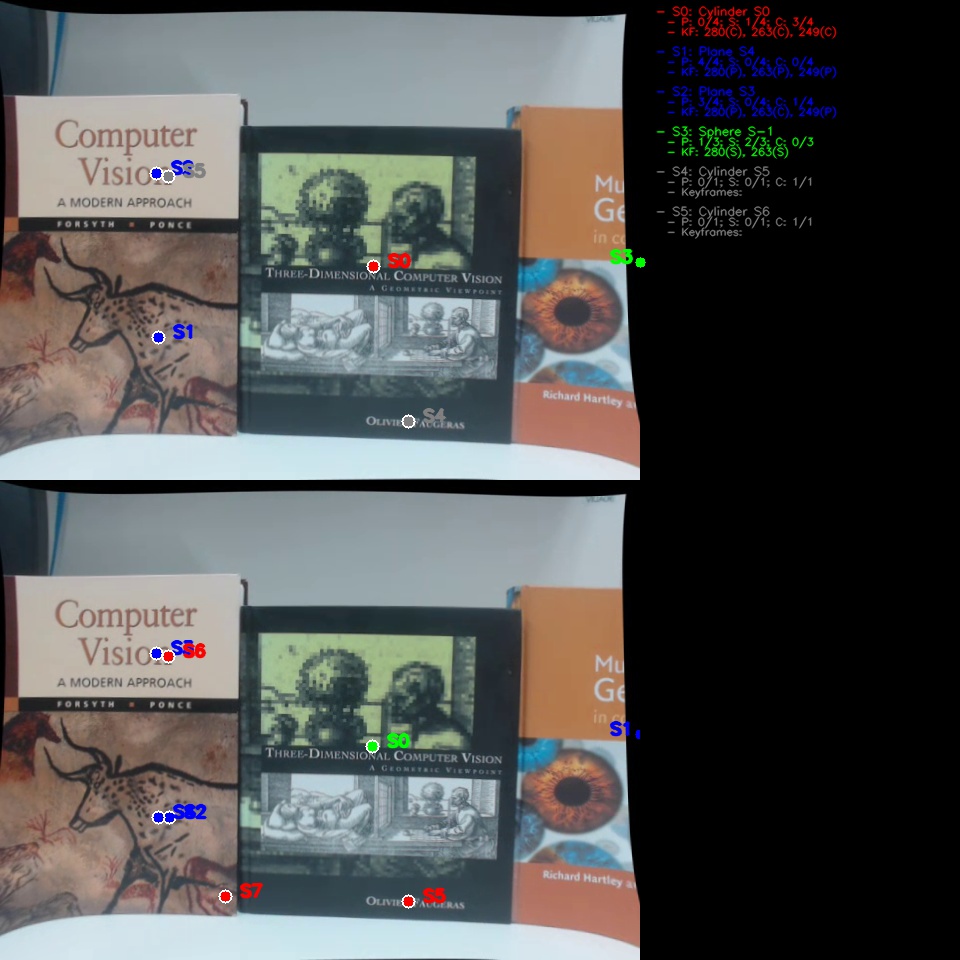 – S0: Cylinder S0
– P: 0/4; S: 1/4; C: 3/4
– KF: 280(C), 263(C), 249(C)
– S1: Plane S4
– P: 4/4; S: 0/4; C: 0/4
– KF: 280(P), 263(P), 249(P)
– S2: Plane S3
– P: 3/4; S: 0/4; C: 1/4
– KF: 280(P), 263(C), 249(P)
– S3: Sphere S-1
– P: 1/3; S: 2/3; C: 0/3
– KF: 280(S), 263(S)
– S4: Cylinder S5
– P: 0/1; S: 0/1; C: 1/1
– Keyframes:
– S5: Cylinder S6
– P: 0/1; S: 0/1; C: 1/1
– Keyframes:
Computer
Vision
A MODERN APPROACH
FORSYTH PONCE
S5
S1
S0
THREE-DIMENSIONAL COMPUTER VISION
A GEOMETRIC VIEWPOINT
S4
OLIVIER FAUGERAS
Mu
Ge
in co
S3
Richard Hartley
Computer
Vision
A MODERN APPROACH
FORSYTH PONCE
S6
S2
S7
S0
THREE-DIMENSIONAL COMPUTER VISION
A GEOMETRIC VIEWPOINT
S5
OLIVIER FAUGERAS
Mu
Ge
in co
S1
Richard Hartley